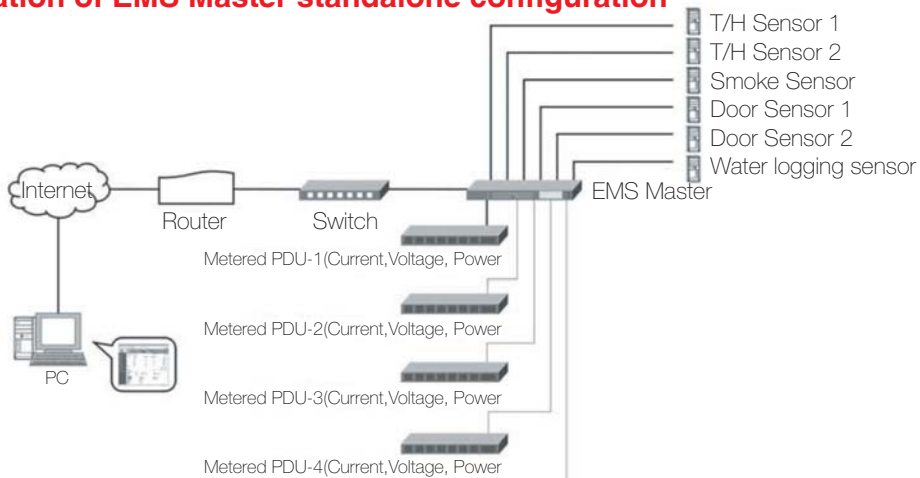 ation of EMS Master standalone configuration
T/H Sensor 1
T/H Sensor 2
Smoke Sensor
Door Sensor 1
Door Sensor 2
Water logging sensor
Internet
EMS Master
Router
Switch
Metered PDU-1(Current,Voltage, Power
Metered PDU-2(Current,Voltage, Power
PC
Metered PDU-3(Current,Voltage, Power
Metered PDU-4(Current,Voltage, Power